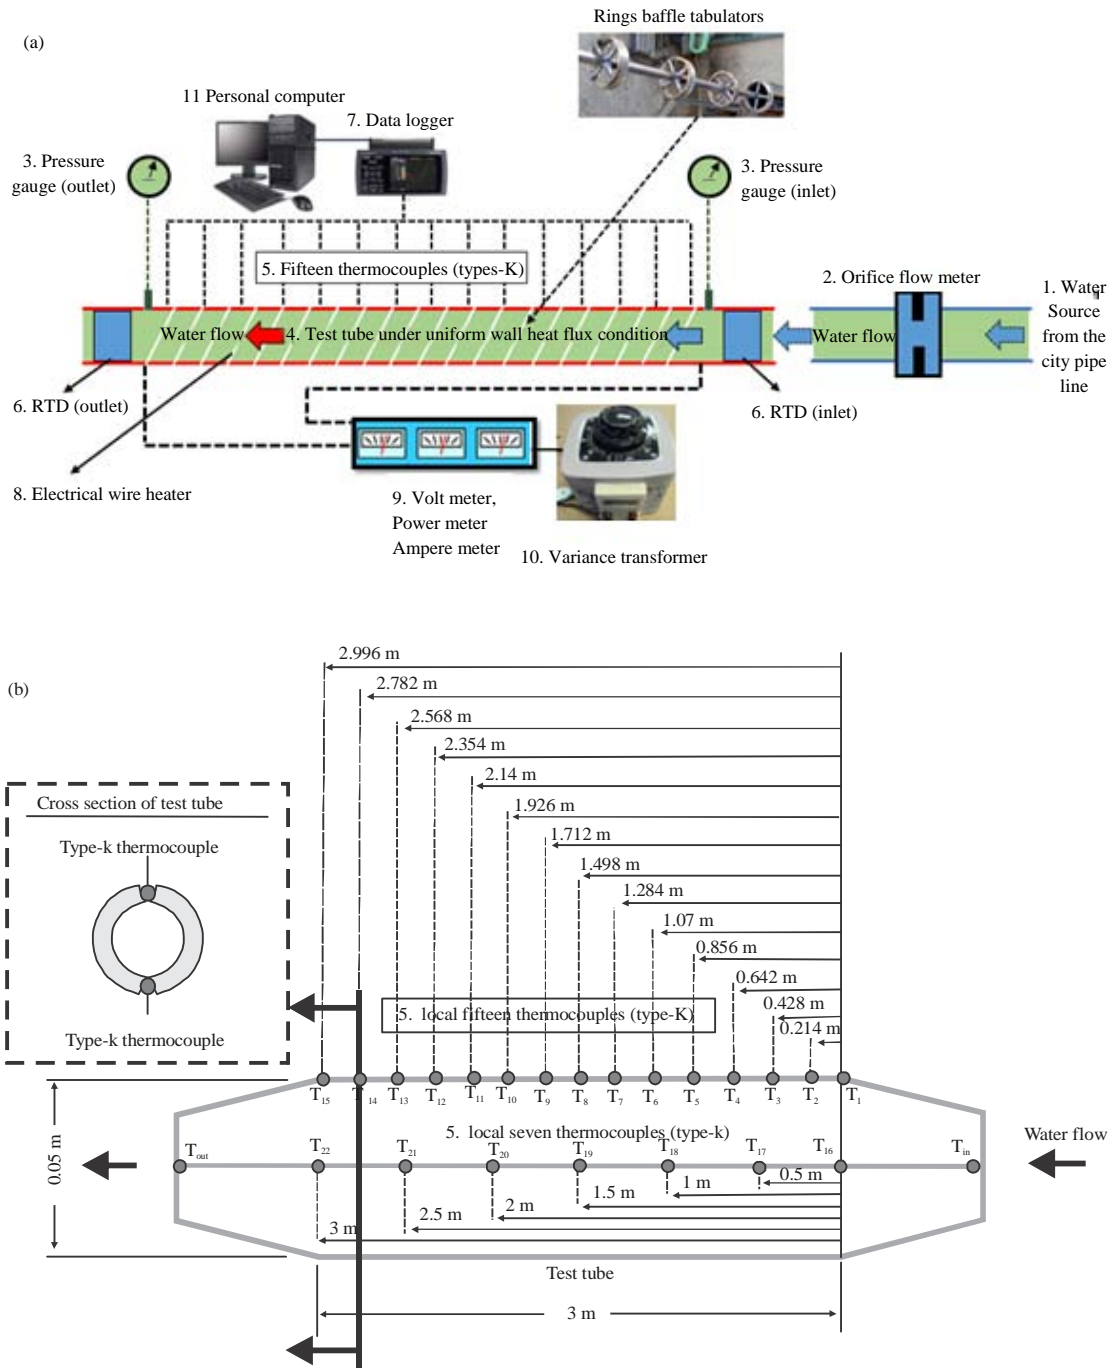 Rings baffle tabulators
(a)
11 Personal computer
7. Data logger
3. Pressure
gauge (outlet)
3. Pressure
gauge (inlet)
5. Fifteen thermocouples (types-K)
2. Orifice flow meter
1. Water
Source
from the
city pipe
line
Water flow
4. Test tube under uniform wall heat flux condition
Water flow
6. RTD (outlet)
6. RTD (inlet)
8. Electrical wire heater
9. Volt meter,
Power meter
Ampere meter
10. Variance transformer
(b)
2.996 m
2.782 m
2.568 m
2.354 m
2.14 m
1.926 m
1.712 m
1.498 m
1.284 m
1.07 m
0.856 m
0.642 m
0.428 m
0.214 m
Cross section of test tube
Type-k thermocouple
Type-k thermocouple
5. local fifteen thermocouples (type-K)
T15 T14 T13 T12 T11 T10 T9 T8 T7 T6 T5 T4 T3 T2 T1
5. local seven thermocouples (type-k)
Water flow
Tout T22 T21 T20 T19 T18 T17 T16 Tin
0.05 m
0.5 m
1 m
1.5 m
2 m
2.5 m
3 m
Test tube
3 m